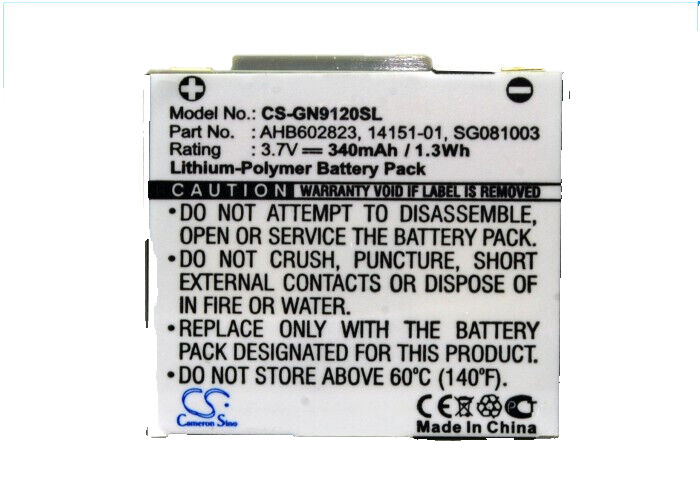 Model No.: CS-GN9120SL
Part No.: AHB602823, 14151-01, SG081003
Rating : 3.7V⎓ 340mAh / 1.3Wh
Lithium-Polymer Battery Pack
CAUTION WARRANTY VOID IF LABEL IS REMOVED
•DO NOT ATTEMPT TO DISASSEMBLE,
OPEN OR SERVICE THE BATTERY PACK.
•DO NOT CRUSH, PUNCTURE, SHORT
EXTERNAL CONTACTS OR DISPOSE OF
IN FIRE OR WATER.
•REPLACE ONLY WITH THE BATTERY
PACK DESIGNATED FOR THIS PRODUCT.
•DO NOT STORE ABOVE 60°C (140°F).
CS
Cameron Sino
CE
Made In China